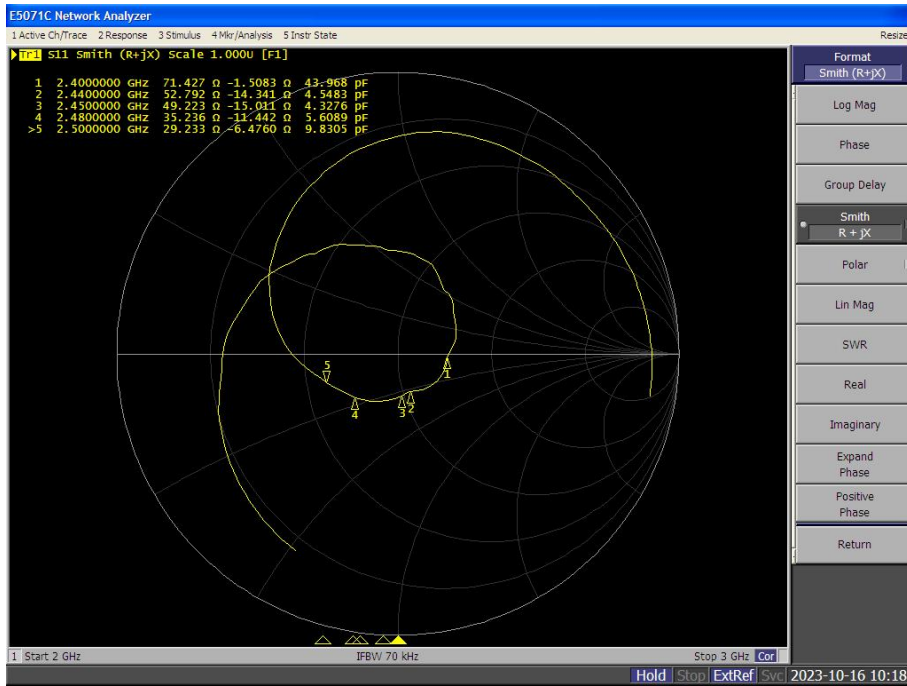 E5071C Network Analyzer
1 Active Ch/Trace 2 Response 3 Stimulus 4 Mkr/Analysis 5 Instr State
Resize
Tr1 S11 Smith (R+jX) Scale 1.000U [F1]
1 2.4000000 GHz 71.427 Ω -1.5083 Ω 43.968 pF
2 2.4400000 GHz 52.792 Ω -14.341 Ω 4.5483 pF
3 2.4500000 GHz 49.223 Ω -15.011 Ω 4.3276 pF
4 2.4800000 GHz 35.236 Ω -11.442 Ω 5.6089 pF
>5 2.5000000 GHz 29.233 Ω -6.4760 Ω 9.8305 pF
5
1
4
3
2
1 Start 2 GHz
IFBW 70 kHz
Stop 3 GHz Cor
Format
Smith (R+jX)
Log Mag
Phase
Group Delay
Smith
R + jX
Polar
Lin Mag
SWR
Real
Imaginary
Expand
Phase
Positive
Phase
Return
Hold Stop ExtRef Svc 2023-10-16 10:18